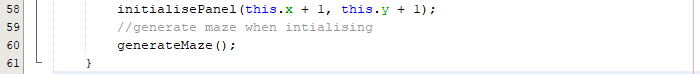 58 initialisePanel(this.x + 1, this.y + 1);
59 //generate maze when intialising
60 generateMaze();
61 }